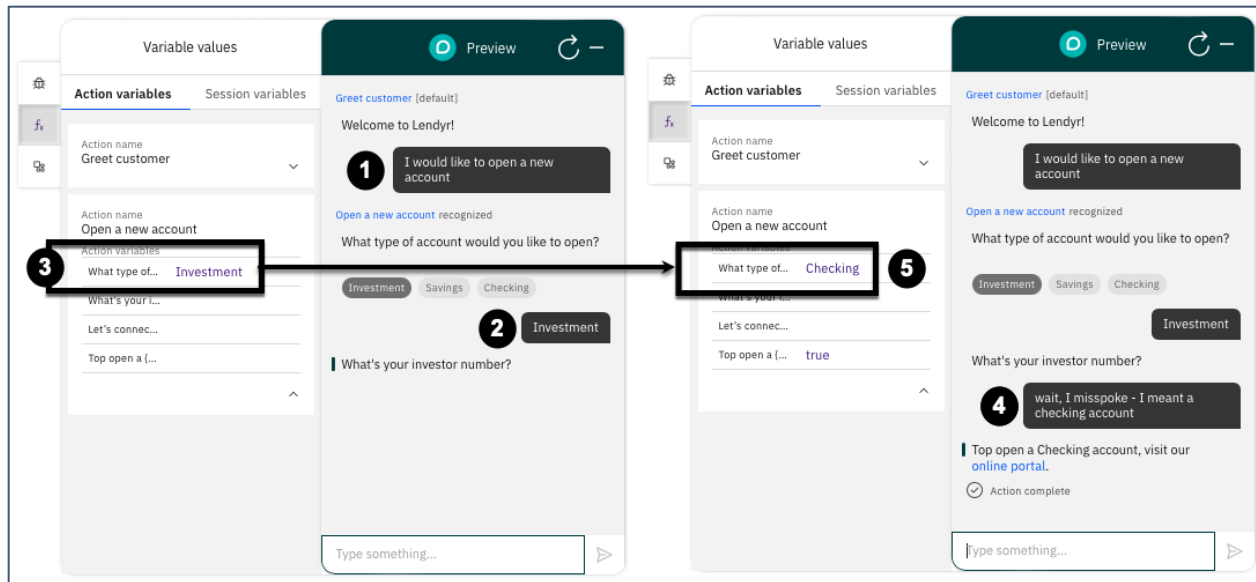 Variable values
Action variables
Session variables
fx
Action name
Greet customer
Action name
Open a new account
Action variables
What type of... Investment
What's your i...
Let's connec...
Top open a {...
3
Preview
Greet customer [default]
Welcome to Lendyr!
1
I would like to open a new
account
Open a new account recognized
What type of account would you like to open?
Investment Savings Checking
2
Investment
What's your investor number?
Type something...
Variable values
Action variables
Session variables
fx
Action name
Greet customer
Action name
Open a new account
Action variables
What type of... Checking
5
What's your i...
Let's connec...
Top open a {... true
Preview
Greet customer [default]
Welcome to Lendyr!
I would like to open a new
account
Open a new account recognized
What type of account would you like to open?
Investment Savings Checking
Investment
What's your investor number?
4
wait, I misspoke - I meant a
checking account
Top open a Checking account, visit our
online portal.
Action complete
Type something...